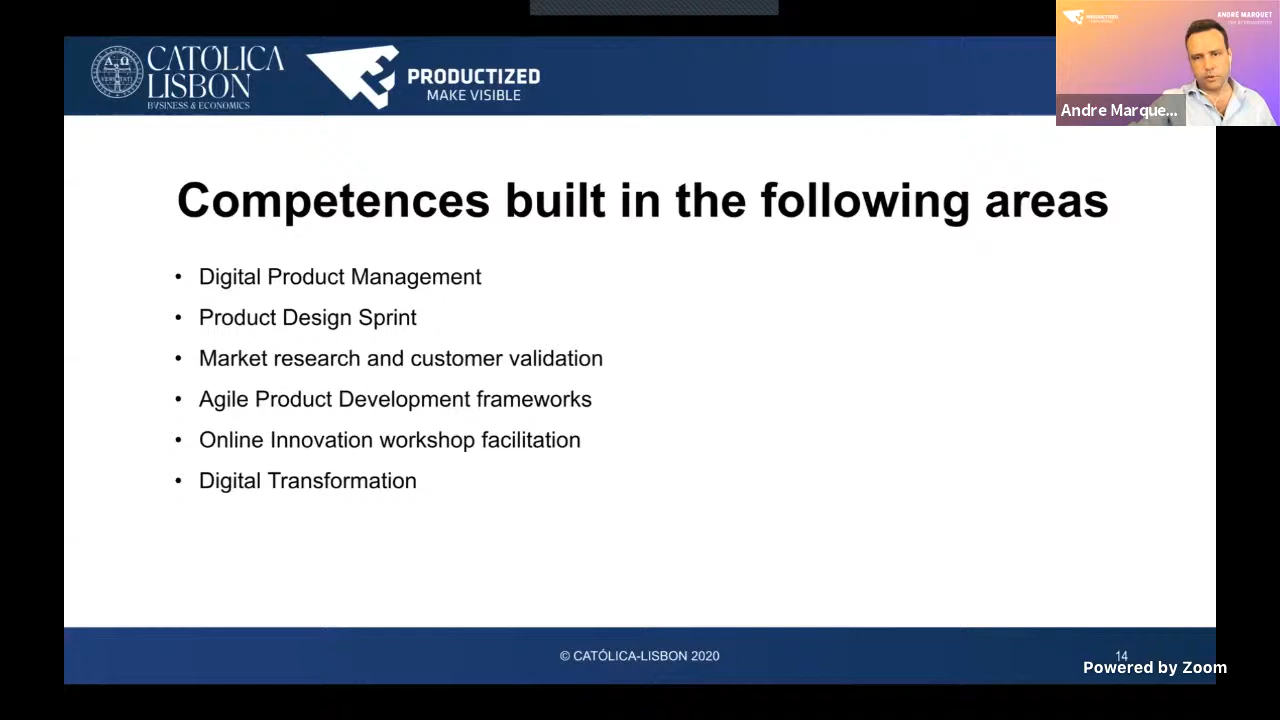 CATÓLICA
LISBON
BUSINESS & ECONOMICS
PRODUCTIZED
MAKE VISIBLE
PRODUCTIZED
ANDRÉ MARQUET
Andre Marque...
Competences built in the following areas
• Digital Product Management
• Product Design Sprint
• Market research and customer validation
• Agile Product Development frameworks
• Online Innovation workshop facilitation
• Digital Transformation
© CATÓLICA-LISBON 2020
14
Powered by Zoom